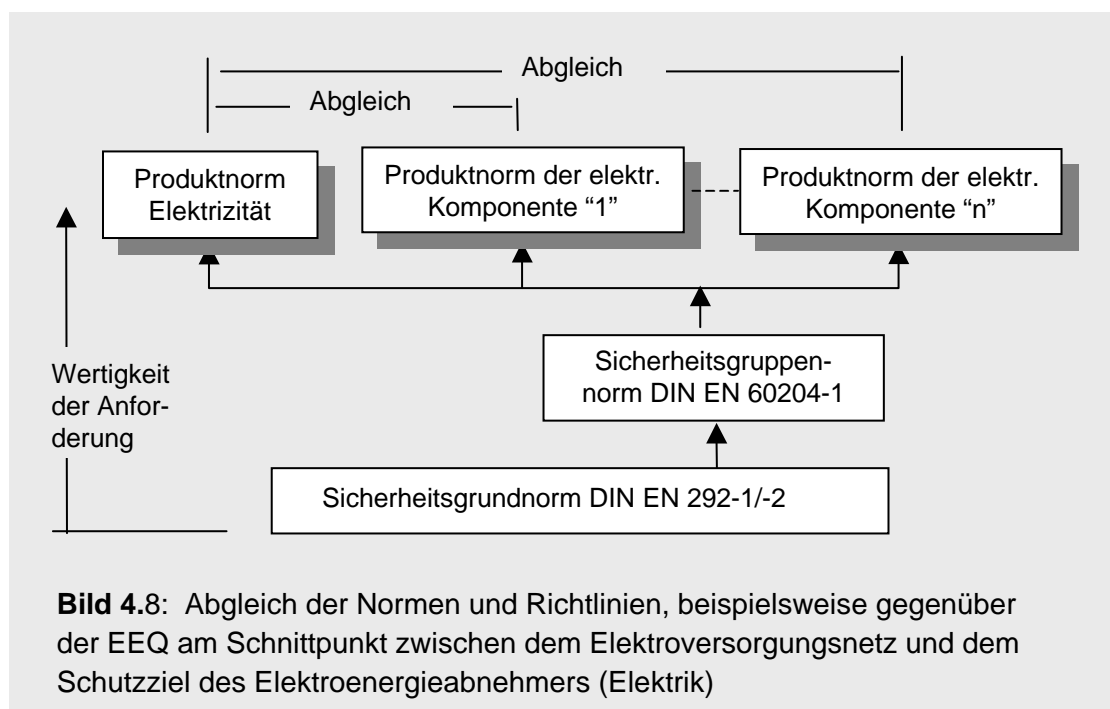 Abgleich
Abgleich
Produktnorm
Elektrizität
Produktnorm der elektr.
Komponente “1”
Produktnorm der elektr.
Komponente “n”
Wertigkeit
der Anfor-
derung
Sicherheitsgruppen-
norm DIN EN 60204-1
Sicherheitsgrundnorm DIN EN 292-1/-2
Bild 4.8: Abgleich der Normen und Richtlinien, beispielsweise gegenüber
der EEQ am Schnittpunkt zwischen dem Elektroversorgungsnetz und dem
Schutzziel des Elektroenergieabnehmers (Elektrik)